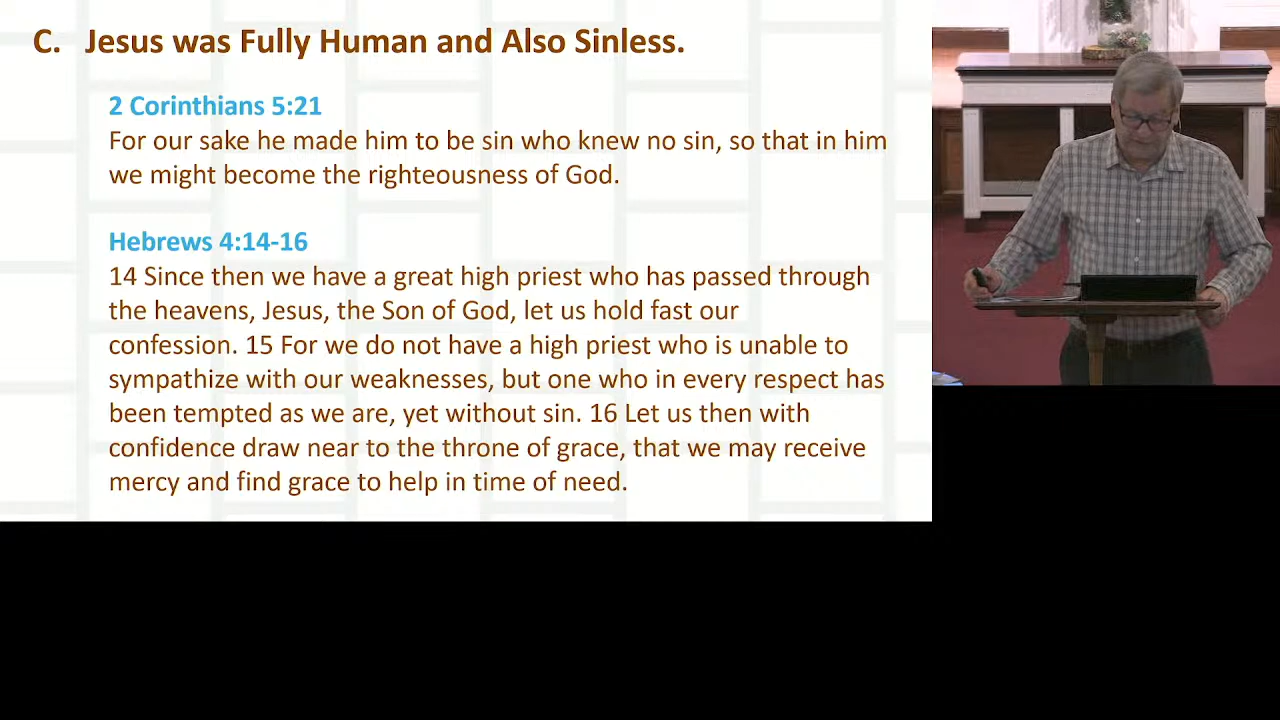 C. Jesus was Fully Human and Also Sinless.
2 Corinthians 5:21
For our sake he made him to be sin who knew no sin, so that in him
we might become the righteousness of God.
Hebrews 4:14-16
14 Since then we have a great high priest who has passed through
the heavens, Jesus, the Son of God, let us hold fast our
confession. 15 For we do not have a high priest who is unable to
sympathize with our weaknesses, but one who in every respect has
been tempted as we are, yet without sin. 16 Let us then with
confidence draw near to the throne of grace, that we may receive
mercy and find grace to help in time of need.